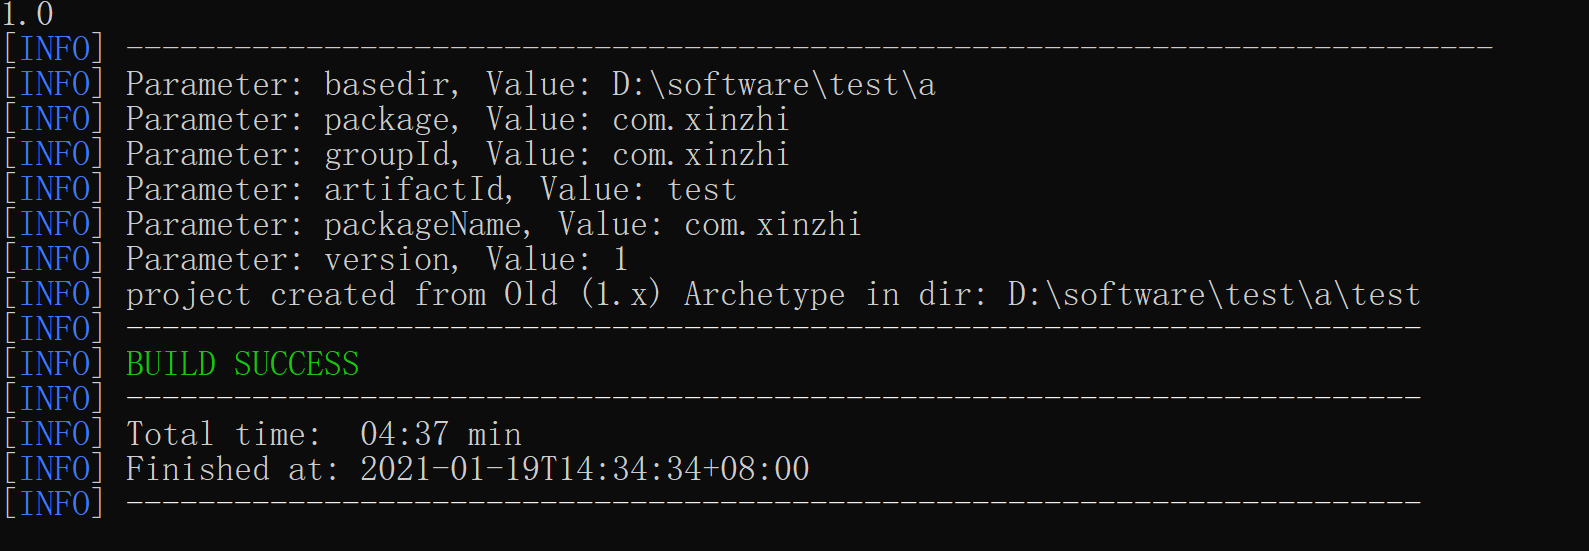 1.0
[INFO] ----------------------------------------------------------------------------
[INFO] Parameter: basedir, Value: D:\software\test\a
[INFO] Parameter: package, Value: com.xinzhi
[INFO] Parameter: groupId, Value: com.xinzhi
[INFO] Parameter: artifactId, Value: test
[INFO] Parameter: packageName, Value: com.xinzhi
[INFO] Parameter: version, Value: 1
[INFO] project created from Old (1.x) Archetype in dir: D:\software\test\a\test
[INFO] ------------------------------------------------------------------------
[INFO] BUILD SUCCESS
[INFO] ------------------------------------------------------------------------
[INFO] Total time:  04:37 min
[INFO] Finished at: 2021-01-19T14:34:34+08:00
[INFO] ------------------------------------------------------------------------